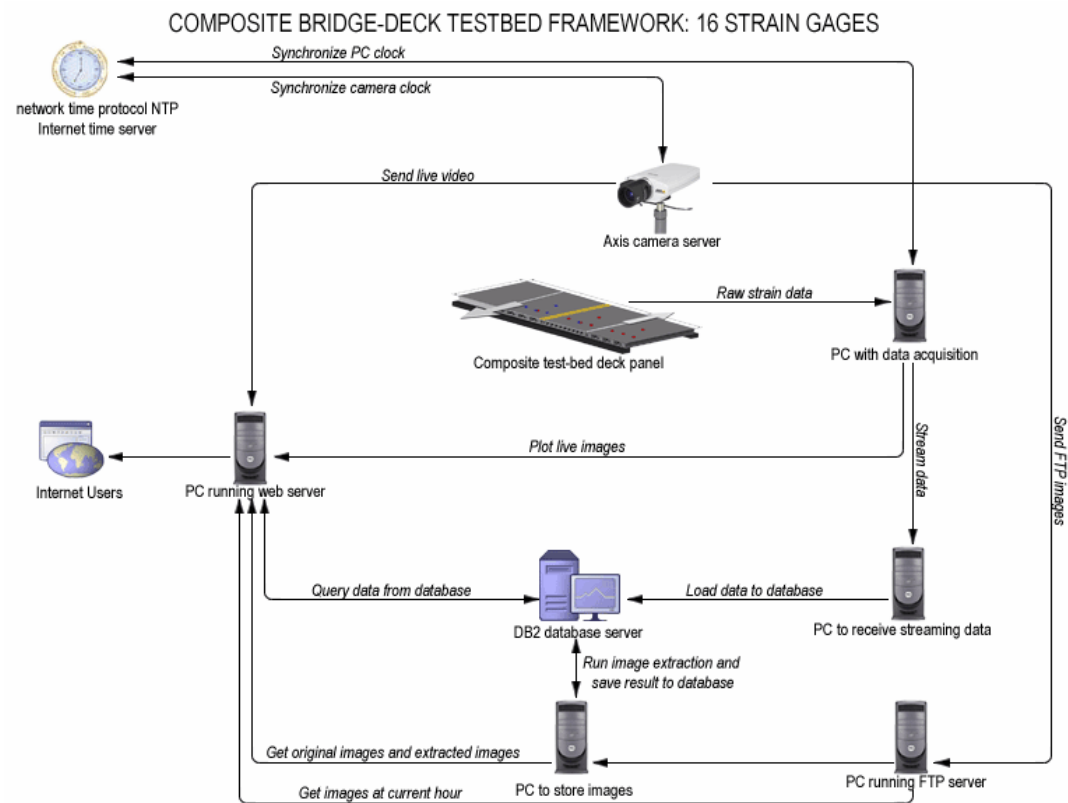 COMPOSITE BRIDGE-DECK TESTBED FRAMEWORK: 16 STRAIN GAGES
Synchronize PC clock
Synchronize camera clock
network time protocol NTP
Internet time server
Send live video
Axis camera server
Raw strain data
PC with data acquisition
Composite test-bed deck panel
Send FTP images
Plot live images
Stream data
Internet Users
PC running web server
Query data from database
Load data to database
DB2 database server
PC to receive streaming data
Run image extraction and
save result to database
Get original images and extracted images
PC to store images
PC running FTP server
Get images at current hour